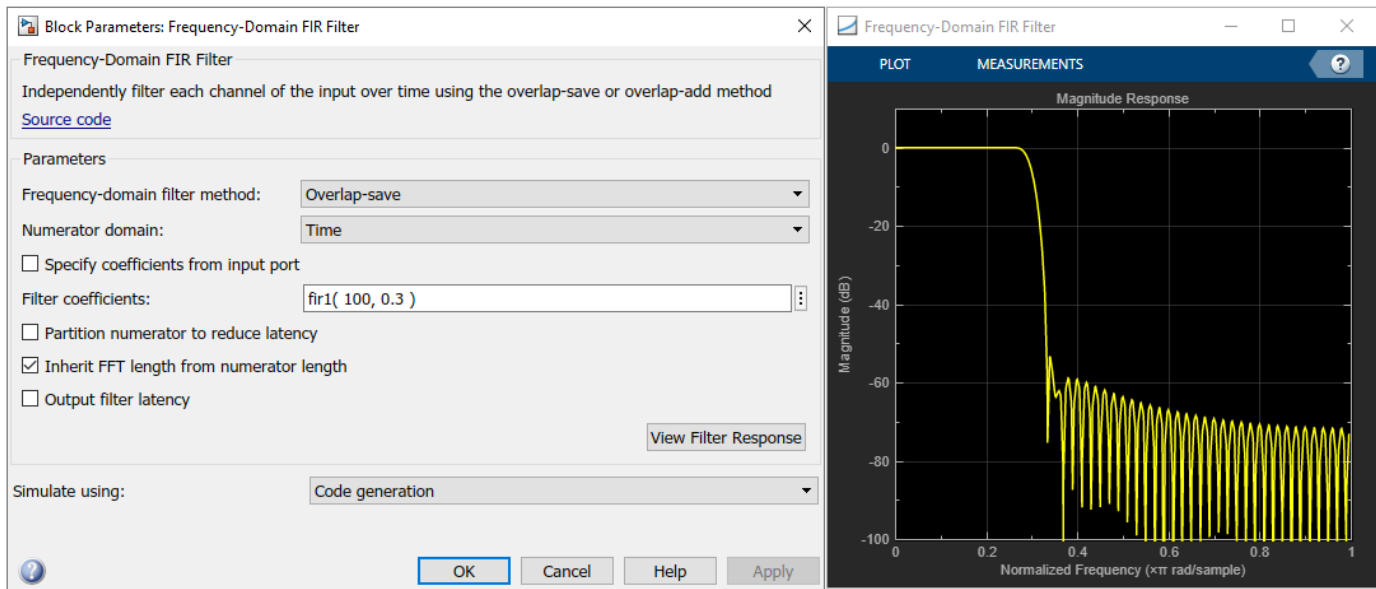 Block Parameters: Frequency-Domain FIR Filter
Frequency-Domain FIR Filter
Independently filter each channel of the input over time using the overlap-save or overlap-add method
Source code
Parameters
Frequency-domain filter method:
Overlap-save
Numerator domain:
Time
Specify coefficients from input port
Filter coefficients:
fir1( 100, 0.3 )
Partition numerator to reduce latency
Inherit FFT length from numerator length
Output filter latency
View Filter Response
Simulate using:
Code generation
?
OK
Cancel
Help
Apply
Frequency-Domain FIR Filter
PLOT
MEASUREMENTS
?
Magnitude Response
Magnitude (dB)
0
-20
-40
-60
-80
-100
0
0.2
0.4
0.6
0.8
1
Normalized Frequency (×π rad/sample)